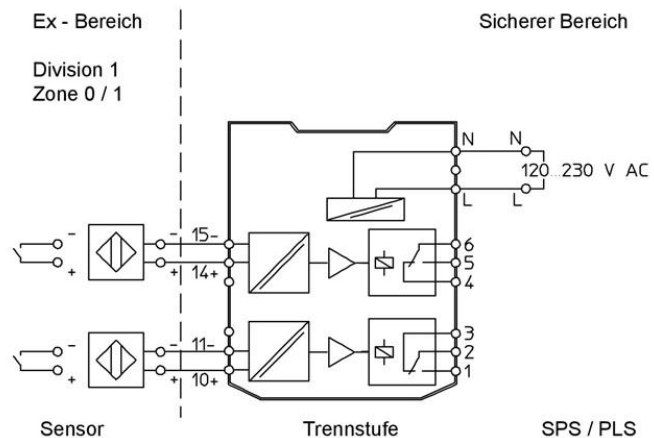 Ex - Bereich
Sicherer Bereich
Division 1
Zone 0 / 1
N
N
120...230 V AC
L
L
-
-
15-
6
5
+
+
14+
4
-
-
11-
3
2
+
+
10+
1
Sensor
Trennstufe
SPS / PLS